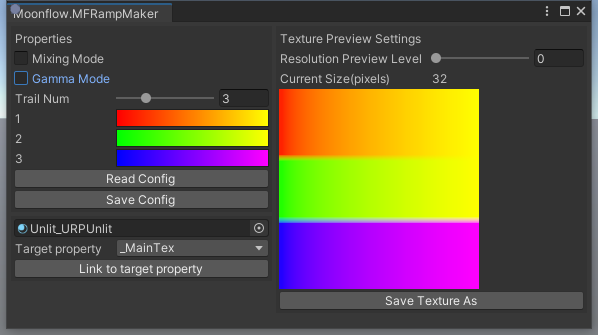 Moonflow.MFRampMaker
Properties
Mixing Mode
Gamma Mode
Trail Num 3
1
2
3
Read Config
Save Config
Unlit_URPUnlit
Target property _MainTex
Link to target property
Texture Preview Settings
Resolution Preview Level 0
Current Size(pixels) 32
Save Texture As